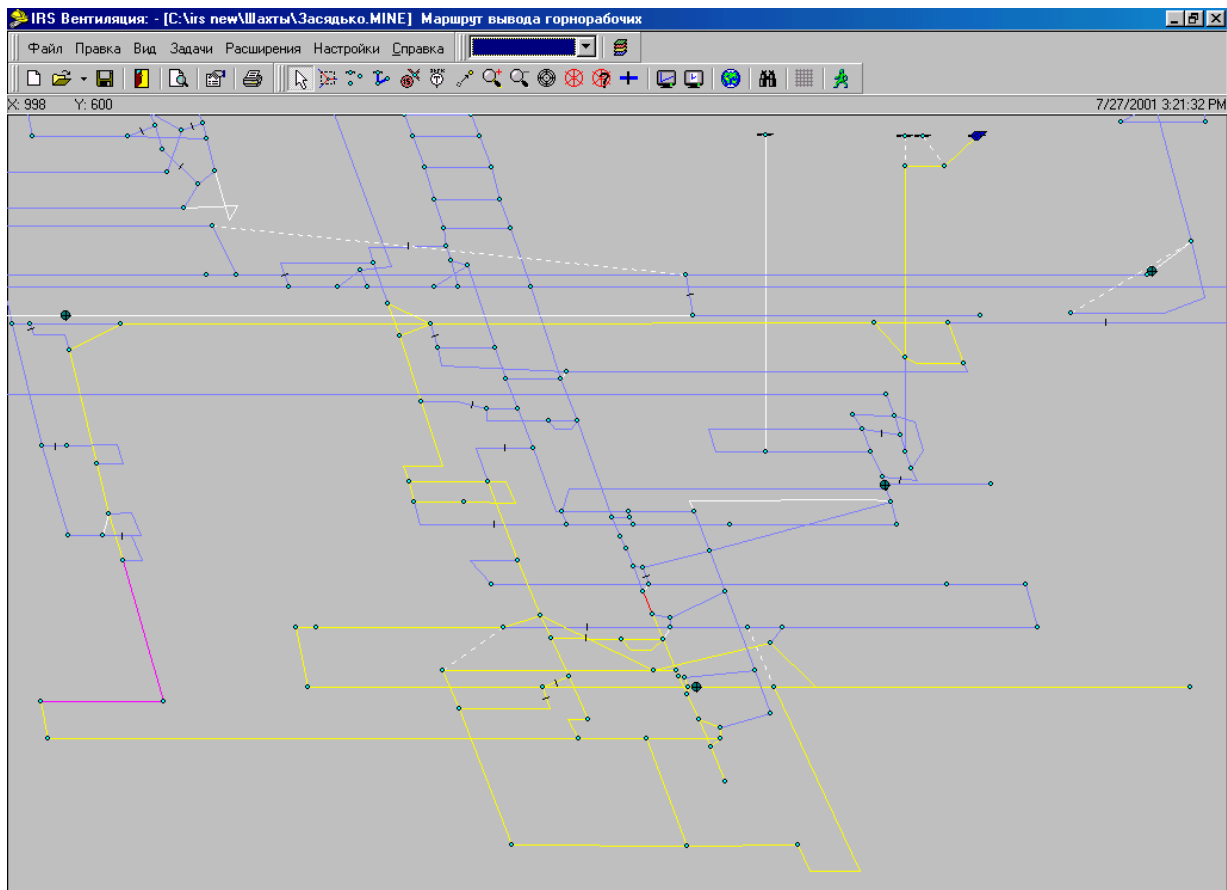 IRS Вентиляция: - [C:\irs new\Шахты\Засядько.MINE] Маршрут вывода горнорабочих
Файл Правка Вид Задачи Расширения Настройки Справка
X: 998 Y: 600 7/27/2001 3:21:32 PM